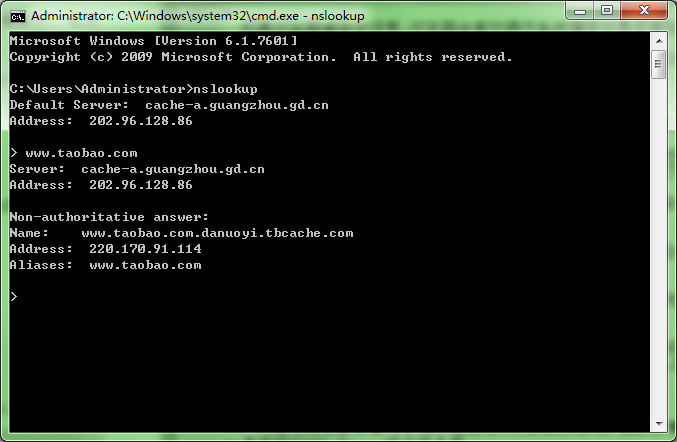 Administrator: C:\Windows\system32\cmd.exe - nslookup
Microsoft Windows [Version 6.1.7601]
Copyright (c) 2009 Microsoft Corporation.  All rights reserved.
C:\Users\Administrator>nslookup
Default Server:  cache-a.guangzhou.gd.cn
Address:  202.96.128.86
> www.taobao.com
Server:  cache-a.guangzhou.gd.cn
Address:  202.96.128.86
Non-authoritative answer:
Name:    www.taobao.com.danuoyi.tbcache.com
Address:  220.170.91.114
Aliases:  www.taobao.com
>